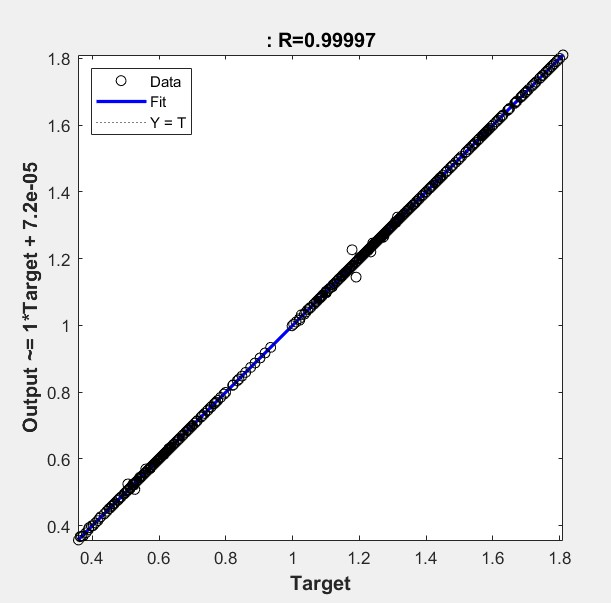 : R=0.99997
Data
Fit
Y = T
Output ~= 1*Target + 7.2e-05
1.8
1.6
1.4
1.2
1
0.8
0.6
0.4
0.4 0.6 0.8 1 1.2 1.4 1.6 1.8
Target